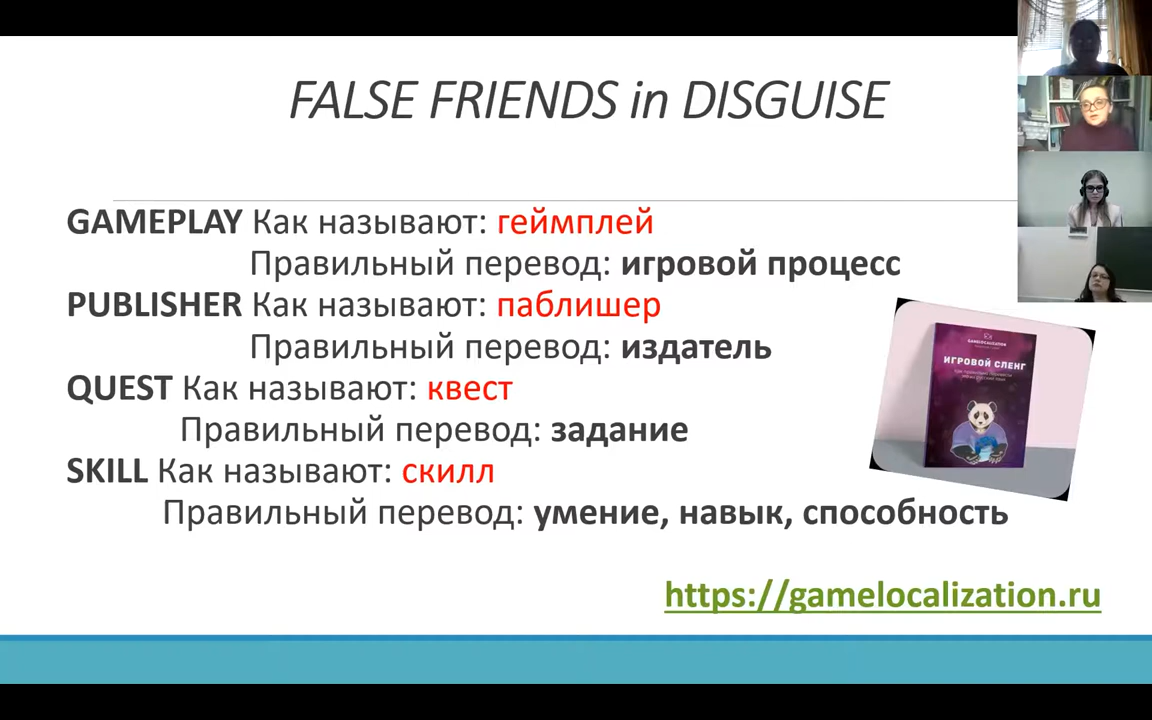 FALSE FRIENDS in DISGUISE
GAMEPLAY Как называют: геймплей
Правильный перевод: игровой процесс
PUBLISHER Как называют: паблишер
Правильный перевод: издатель
QUEST Как называют: квест
Правильный перевод: задание
SKILL Как называют: скилл
Правильный перевод: умение, навык, способность
GAMELOCALIZATION
ИГРОВОЙ СЛЕНГ
https://gamelocalization.ru